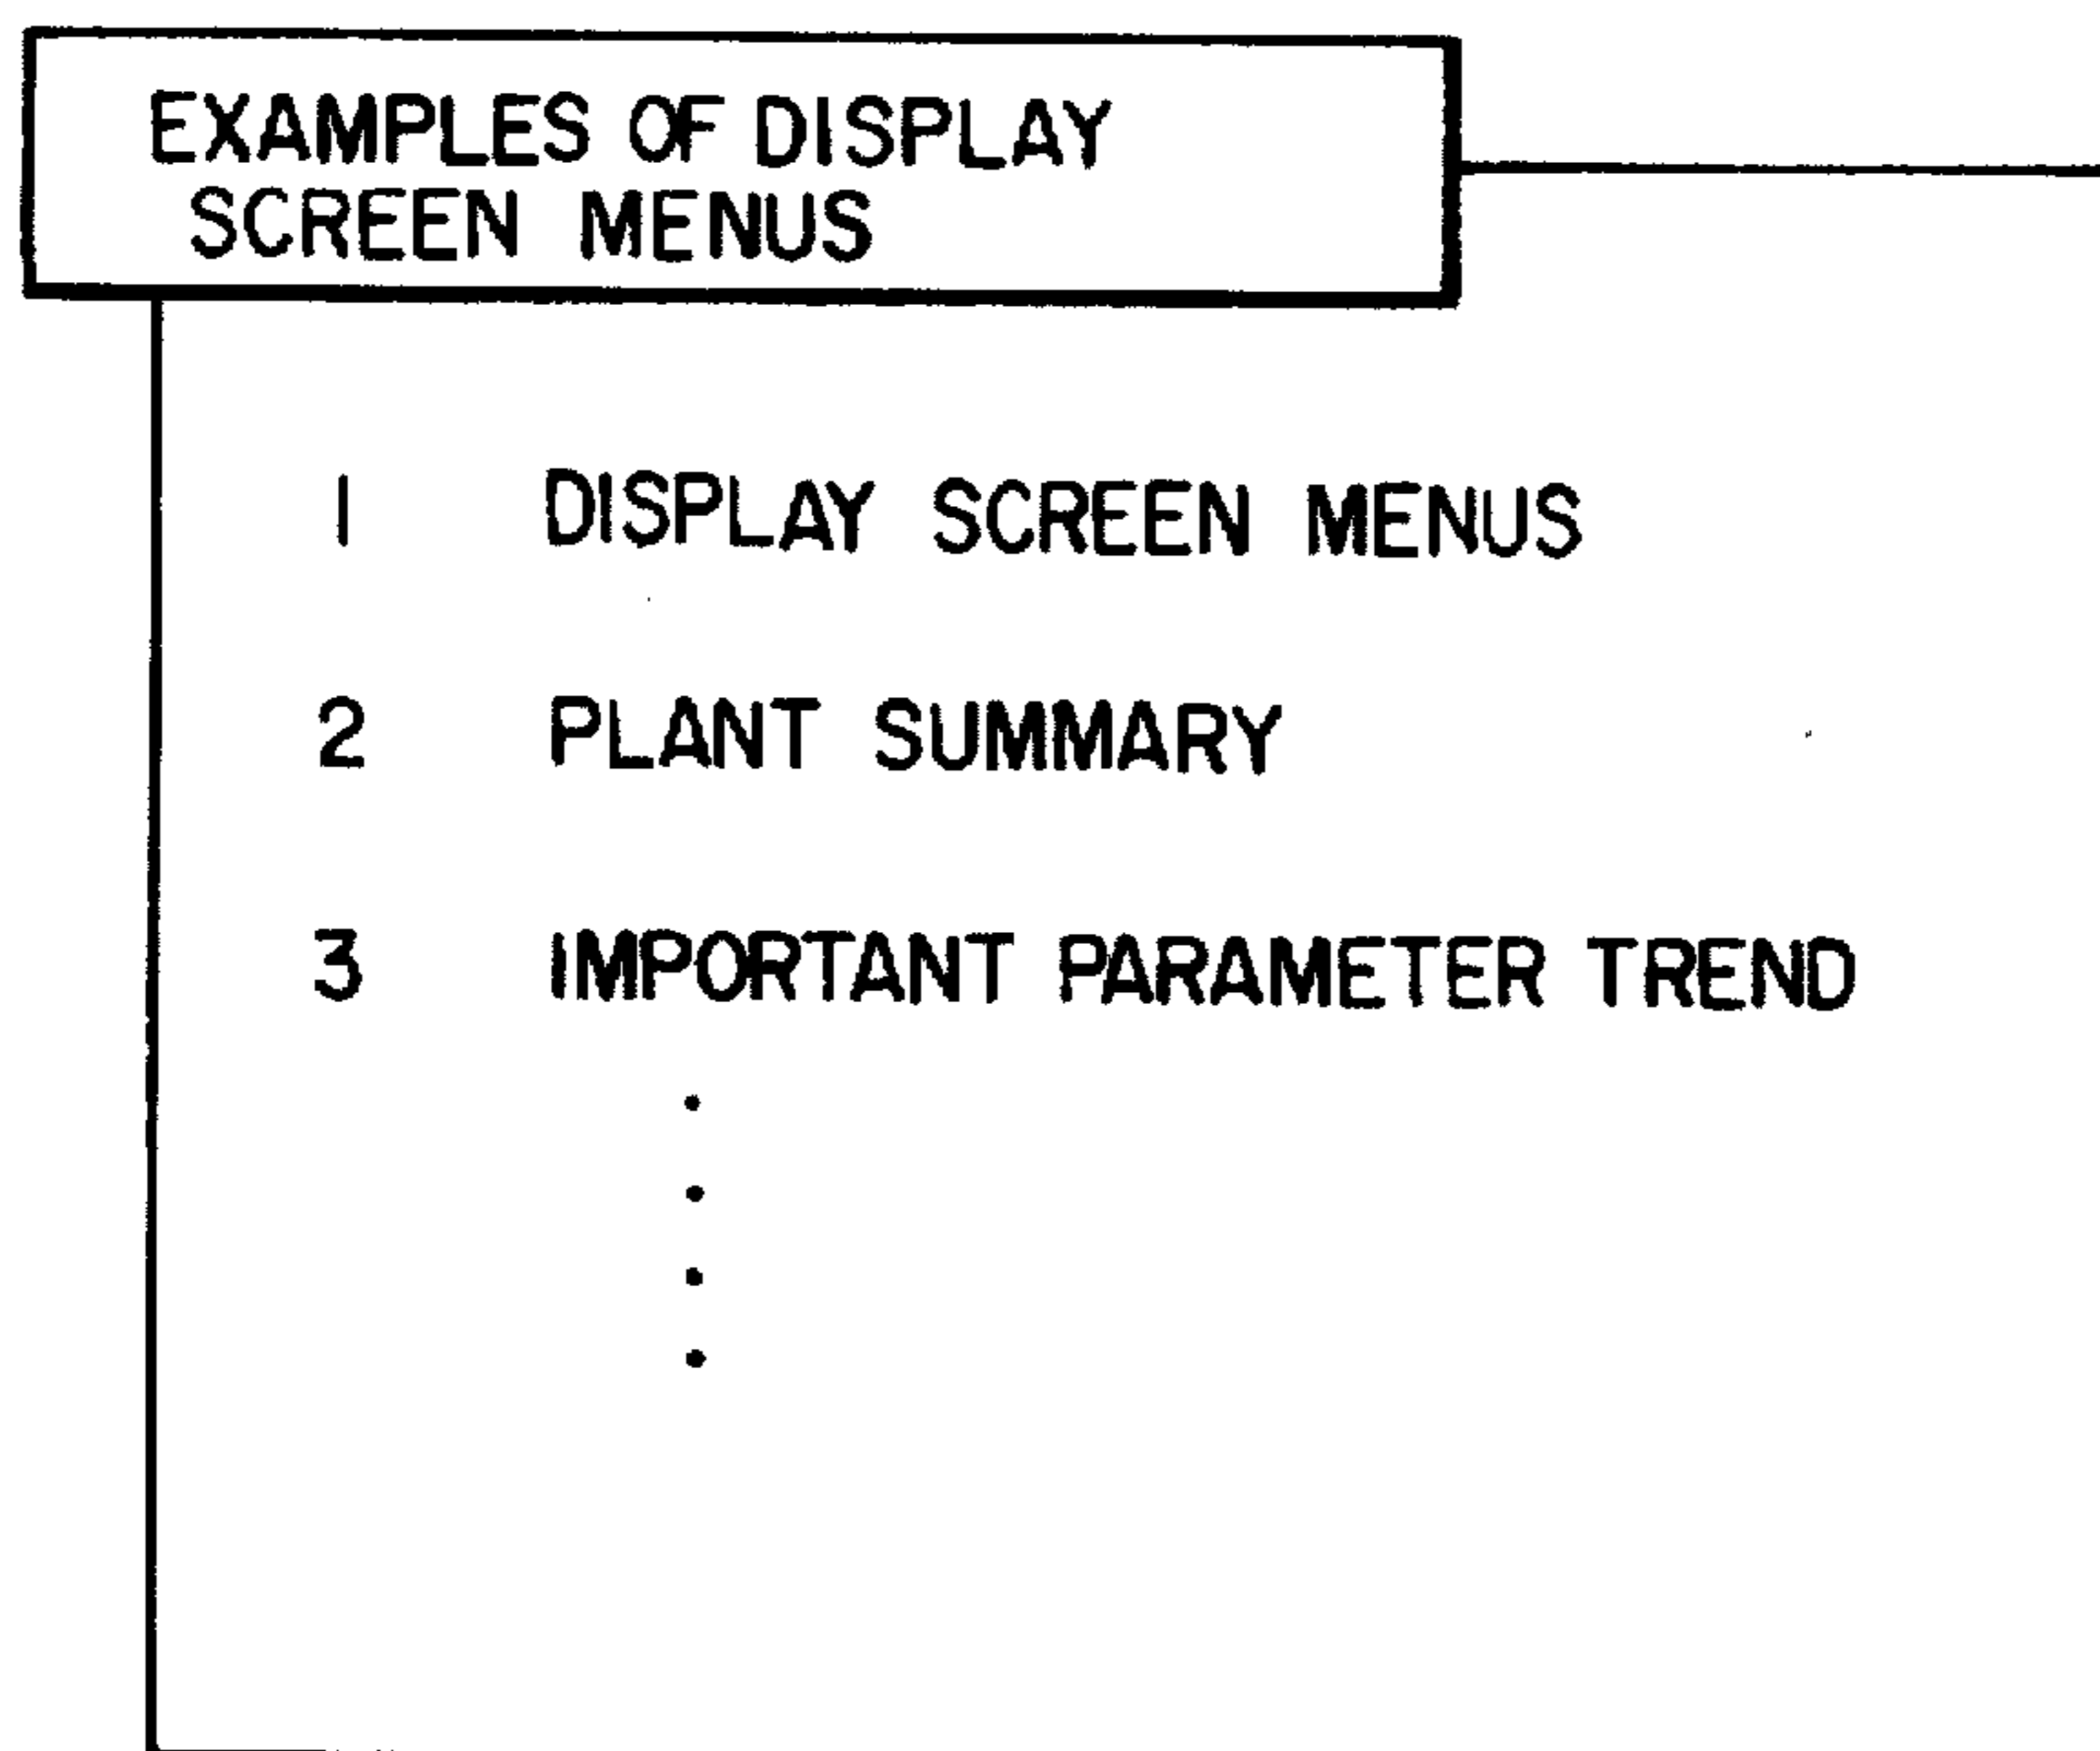 EXAMPLES OF DISPLAY
SCREEN MENUS
1 DISPLAY SCREEN MENUS
2 PLANT SUMMARY
3 IMPORTANT PARAMETER TREND